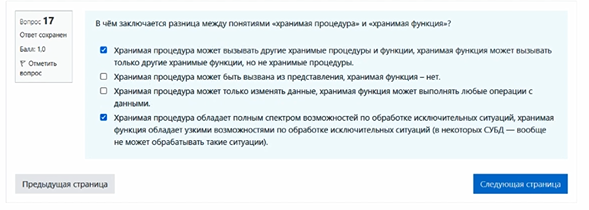 Вопрос 17
Ответ сохранен
Балл: 1,0
Отметить вопрос
В чём заключается разница между понятиями «хранимая процедура» и «хранимая функция»?
Хранимая процедура может вызывать другие хранимые процедуры и функции, хранимая функция может вызывать
только другие хранимые функции, но не хранимые процедуры.
Хранимая процедура может быть вызвана из представления, хранимая функция – нет.
Хранимая процедура может только изменять данные, хранимая функция может выполнять любые операции с
данными.
Хранимая процедура обладает полным спектром возможностей по обработке исключительных ситуаций, хранимая
функция обладает узкими возможностями по обработке исключительных ситуаций (в некоторых СУБД — вообще
не может обрабатывать такие ситуации).
Предыдущая страница
Следующая страница